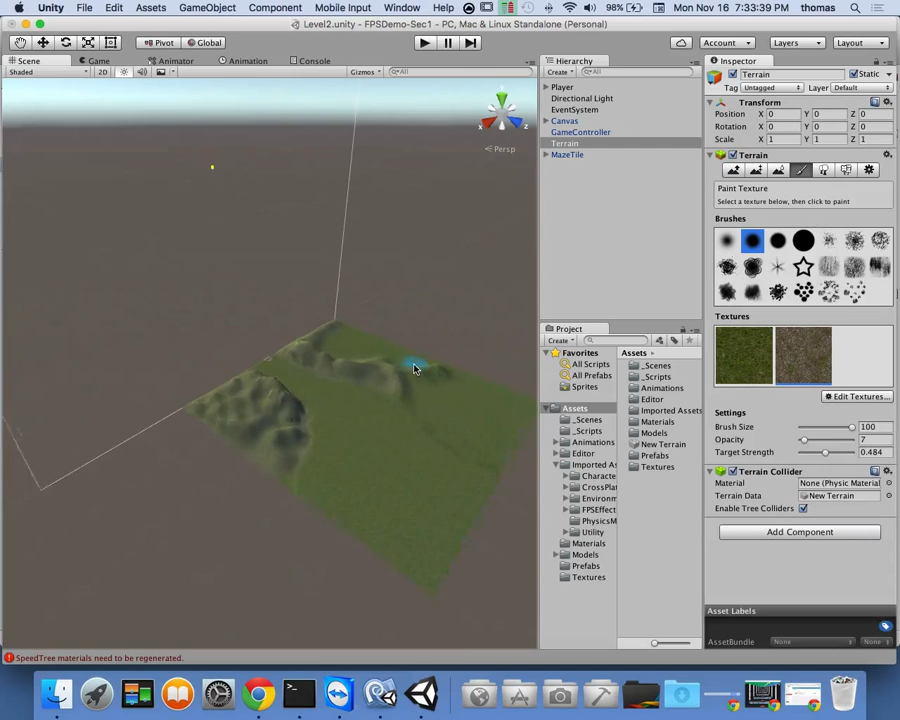 Unity File Edit Assets GameObject Component Mobile Input Window Help 98% Mon Nov 16 7:33:39 PM thomas
Level2.unity - FPSDemo-Sec1 - PC, Mac & Linux Standalone (Personal)
Pivot Global Account Layers Layout
Scene Game Animator Animation Console
Shaded 2D Gizmos All
Persp
x z
Hierarchy
Create All
Player
Directional Light
EventSystem
Canvas
GameController
Terrain
MazeTile
Project
Create
Favorites
All Scripts
All Prefabs
Sprites
Assets
_Scenes
_Scripts
Animations
Editor
Imported As
Characte
CrossPlat
Environm
FPSEffect
PhysicsM
Utility
Materials
Models
Prefabs
Textures
Assets
_Scenes
_Scripts
Animations
Editor
Imported Assets
Materials
Models
New Terrain
Prefabs
Textures
Inspector
Terrain Static
Tag Untagged Layer Default
Transform
Position X 0 Y 0 Z 0
Rotation X 0 Y 0 Z 0
Scale X 1 Y 1 Z 1
Terrain
Paint Texture
Select a texture below, then click to paint
Brushes
Textures
Edit Textures...
Settings
Brush Size 100
Opacity 7
Target Strength 0.484
Terrain Collider
Material None (Physic Material
Terrain Data New Terrain
Enable Tree Colliders
Add Component
Asset Labels
AssetBundle None None
SpeedTree materials need to be regenerated.